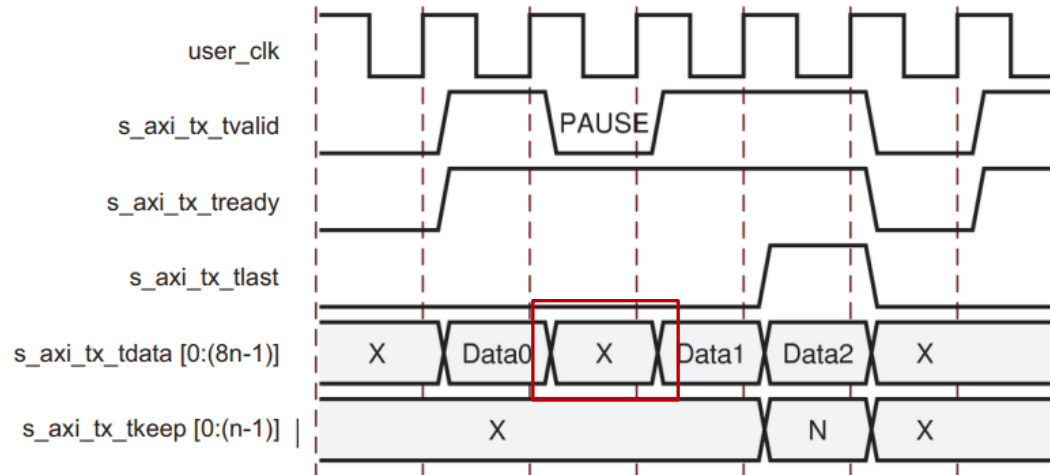 user_clk
s_axi_tx_tvalid PAUSE
s_axi_tx_tready
s_axi_tx_tlast
s_axi_tx_tdata [0:(8n-1)] X Data0 X Data1 Data2 X
s_axi_tx_tkeep [0:(n-1)] | X N X